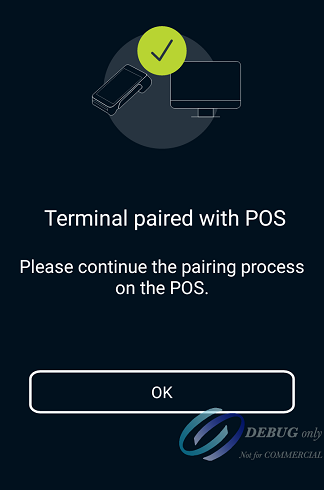 Terminal paired with POS
Please continue the pairing process
on the POS.
OK
DEBUG only
Not for COMMERCIAL